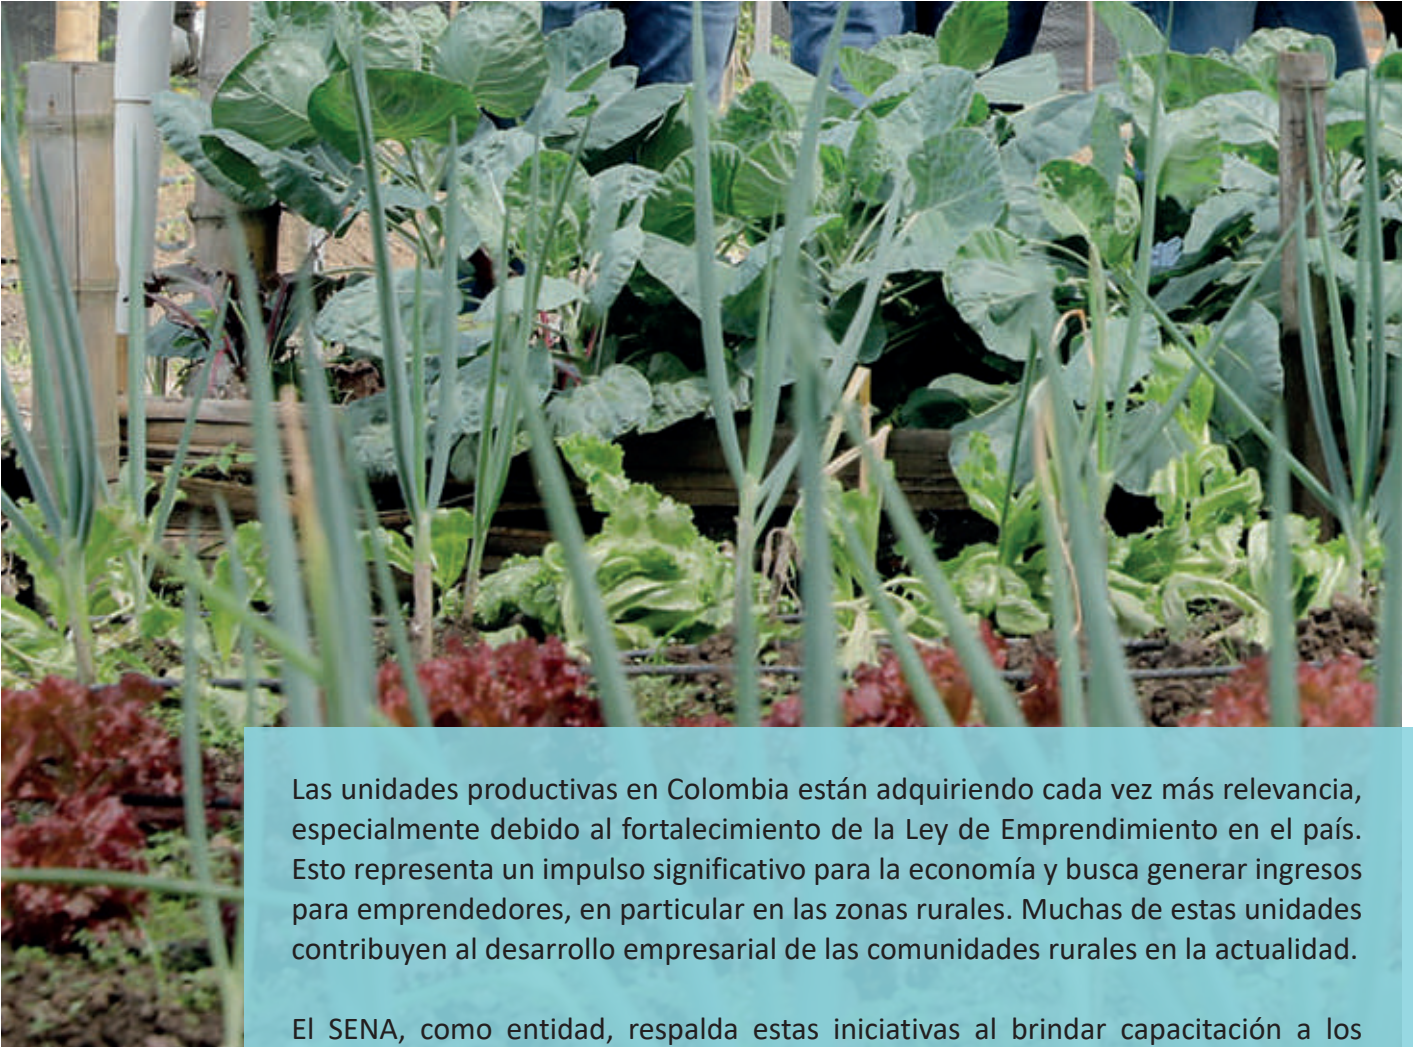 Las unidades productivas en Colombia están adquiriendo cada vez más relevancia,
especialmente debido al fortalecimiento de la Ley de Emprendimiento en el país.
Esto representa un impulso significativo para la economía y busca generar ingresos
para emprendedores, en particular en las zonas rurales. Muchas de estas unidades
contribuyen al desarrollo empresarial de las comunidades rurales en la actualidad.
El SENA, como entidad, respalda estas iniciativas al brindar capacitación a los